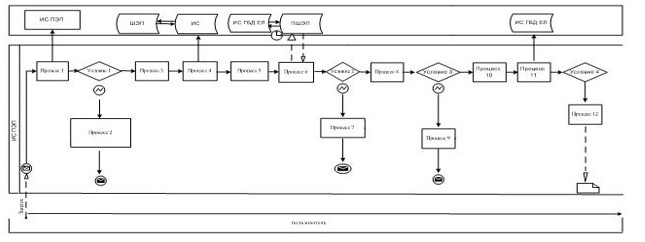 ИС ПЭП
ШЭП
ИС
ИС ГБД ЕЛ
ПШЭП
ИС ГБД ЕЛ
Процесс 1
Условие 1
Процесс 3
Процесс 4
Процесс 5
Процесс 6
Условие 2
Процесс 8
Условие 3
Процесс
10
Процесс
11
Условие 4
Процесс 2
Процесс 7
Процесс 9
Процесс 12
ИС ПЭП
Запрос
Пользователь